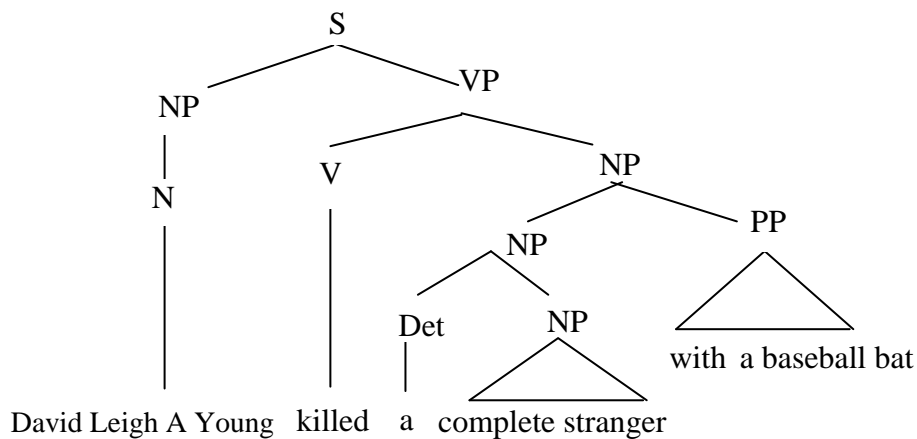 S
NP VP
N V NP
NP PP
Det NP
with a baseball bat
David Leigh A Young killed a complete stranger